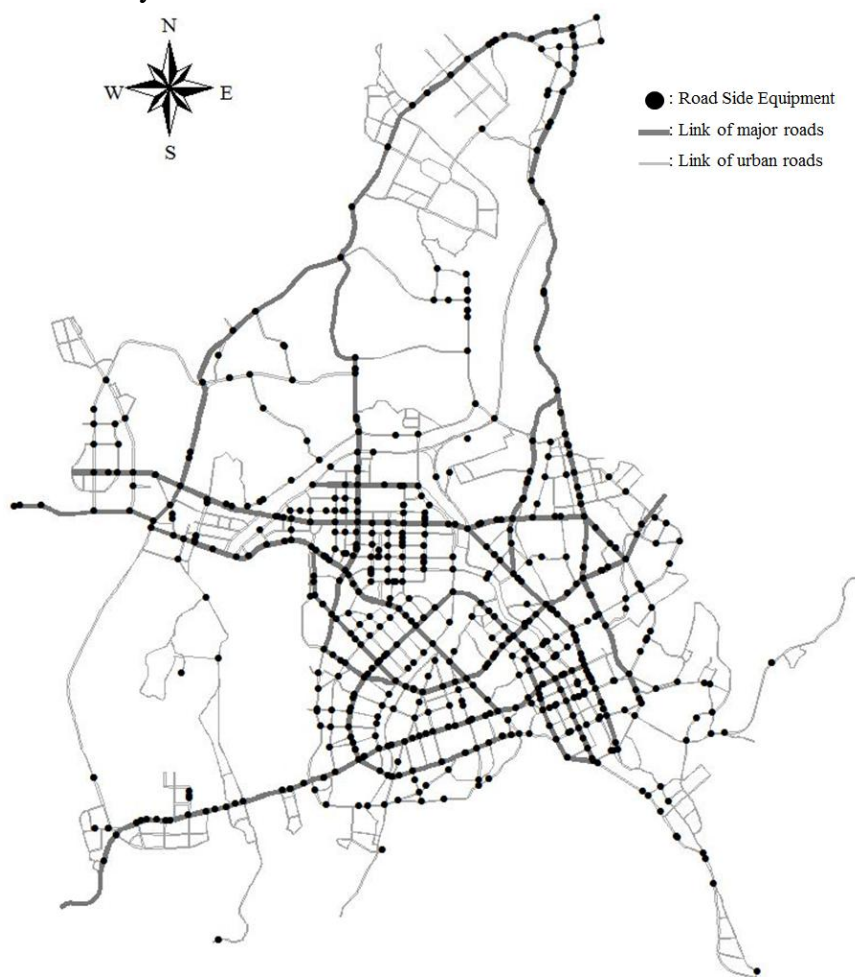 N
W E
S
: Road Side Equipment
: Link of major roads
: Link of urban roads